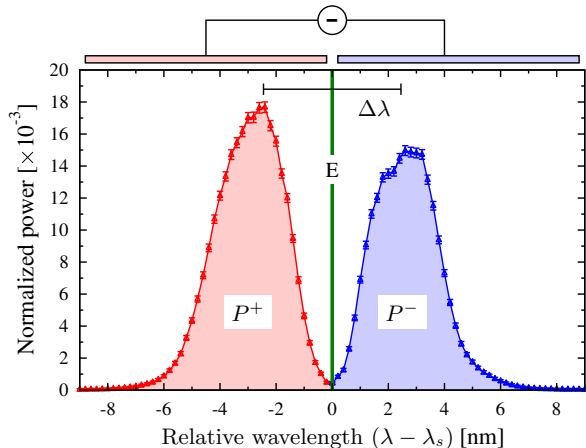 −
20
18
16
14
12
10
8
6
4
2
0
Normalized power [×10⁻³]
Δλ
E
P⁺
P⁻
-8 -6 -4 -2 0 2 4 6 8
Relative wavelength (λ − λₛ) [nm]